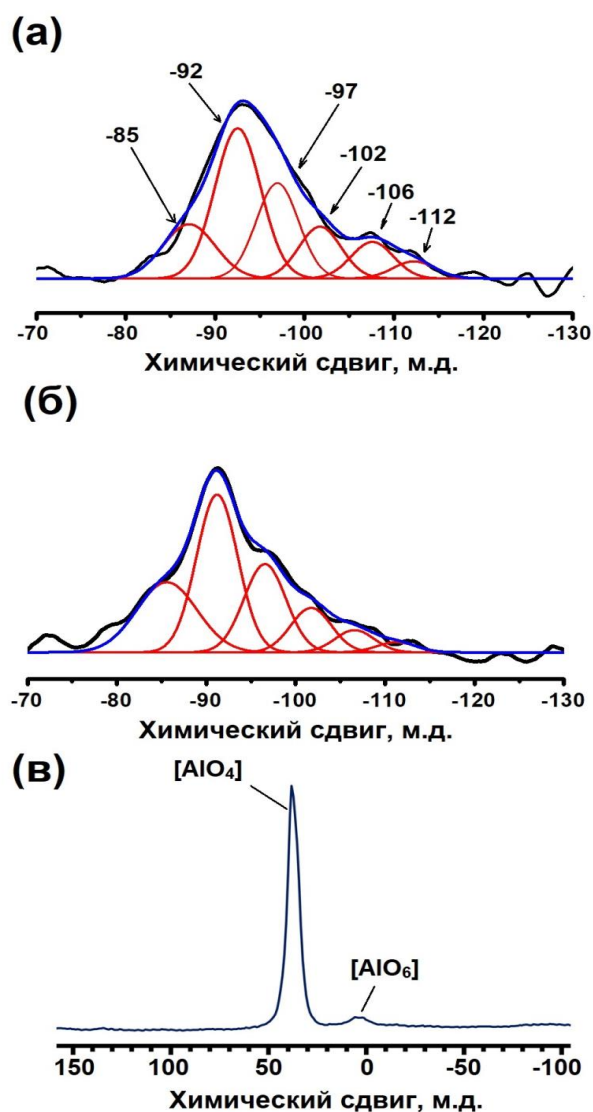 (а)
-92
-97
-85
-102
-106
-112
-70 -80 -90 -100 -110 -120 -130
Химический сдвиг, м.д.
(б)
-70 -80 -90 -100 -110 -120 -130
Химический сдвиг, м.д.
(в)
[AlO₄]
[AlO₆]
150 100 50 0 -50 -100
Химический сдвиг, м.д.